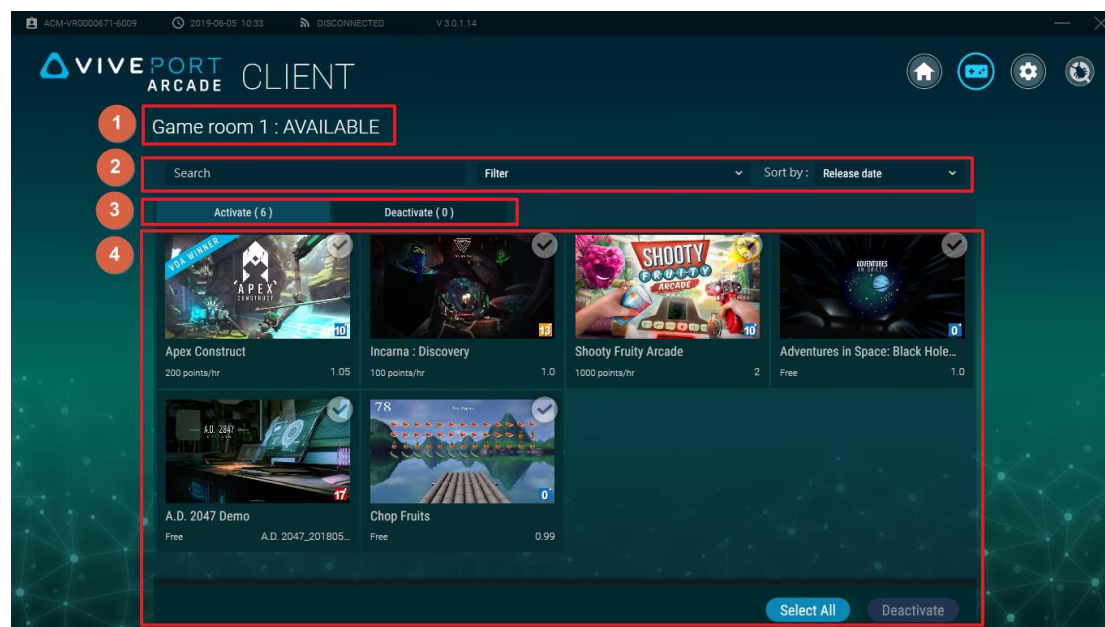 ACM-VR0000671-6009 2019-06-05 10:33 DISCONNECTED V 3.0.1.14
VIVEPORT ARCADE CLIENT
1 Game room 1 : AVAILABLE
2 Search Filter Sort by : Release date
3 Activate ( 6 ) Deactivate ( 0 )
4
VDA WINNER
APEX CONSTRUCT
10+
13+
SHOOTY FRUITY ARCADE
10+
ADVENTURES IN SPACE
0+
Apex Construct Incarna : Discovery Shooty Fruity Arcade Adventures in Space: Black Hole...
200 points/hr 1.05 100 points/hr 1.0 1000 points/hr 2 Free 1.0
A.D. 2047
17+
78
0+
A.D. 2047 Demo Chop Fruits
Free A.D. 2047_201805... Free 0.99
Select All Deactivate